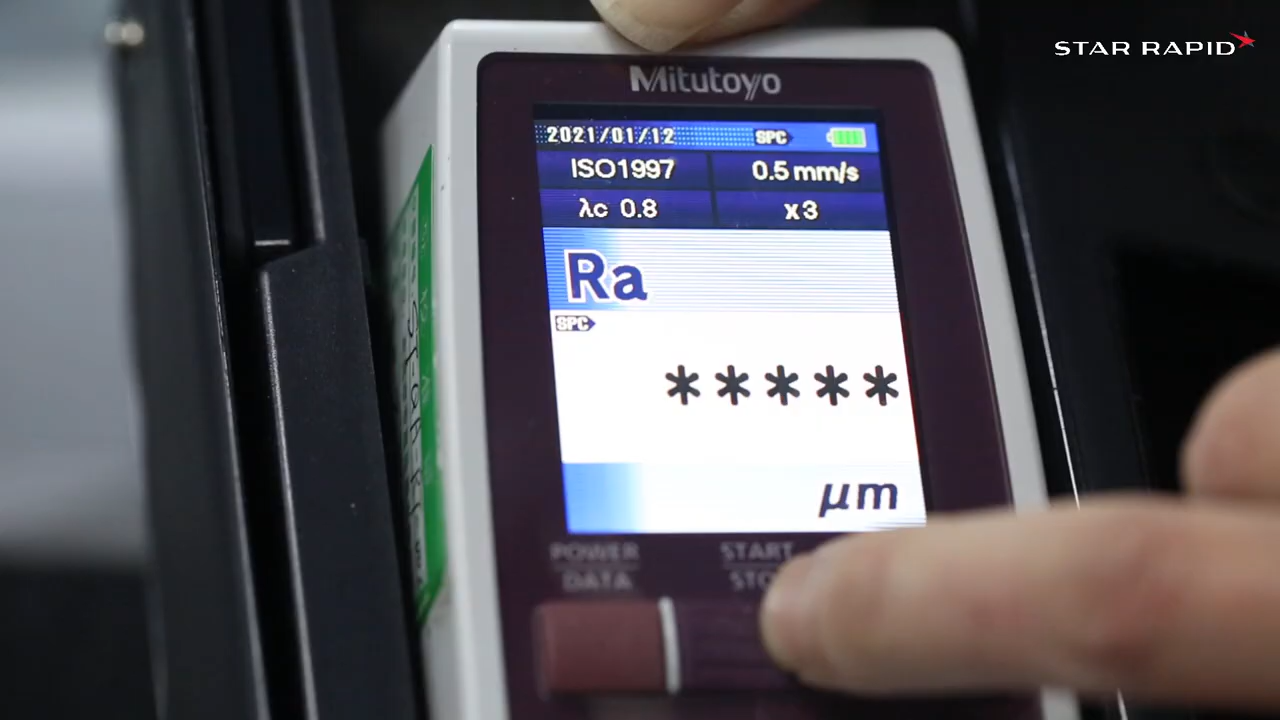 STAR RAPID
Mitutoyo
2021/01/12 SPC
ISO1997 0.5 mm/s
λc 0.8 x3
Ra
SPC
*****
µm
POWER START
DATA